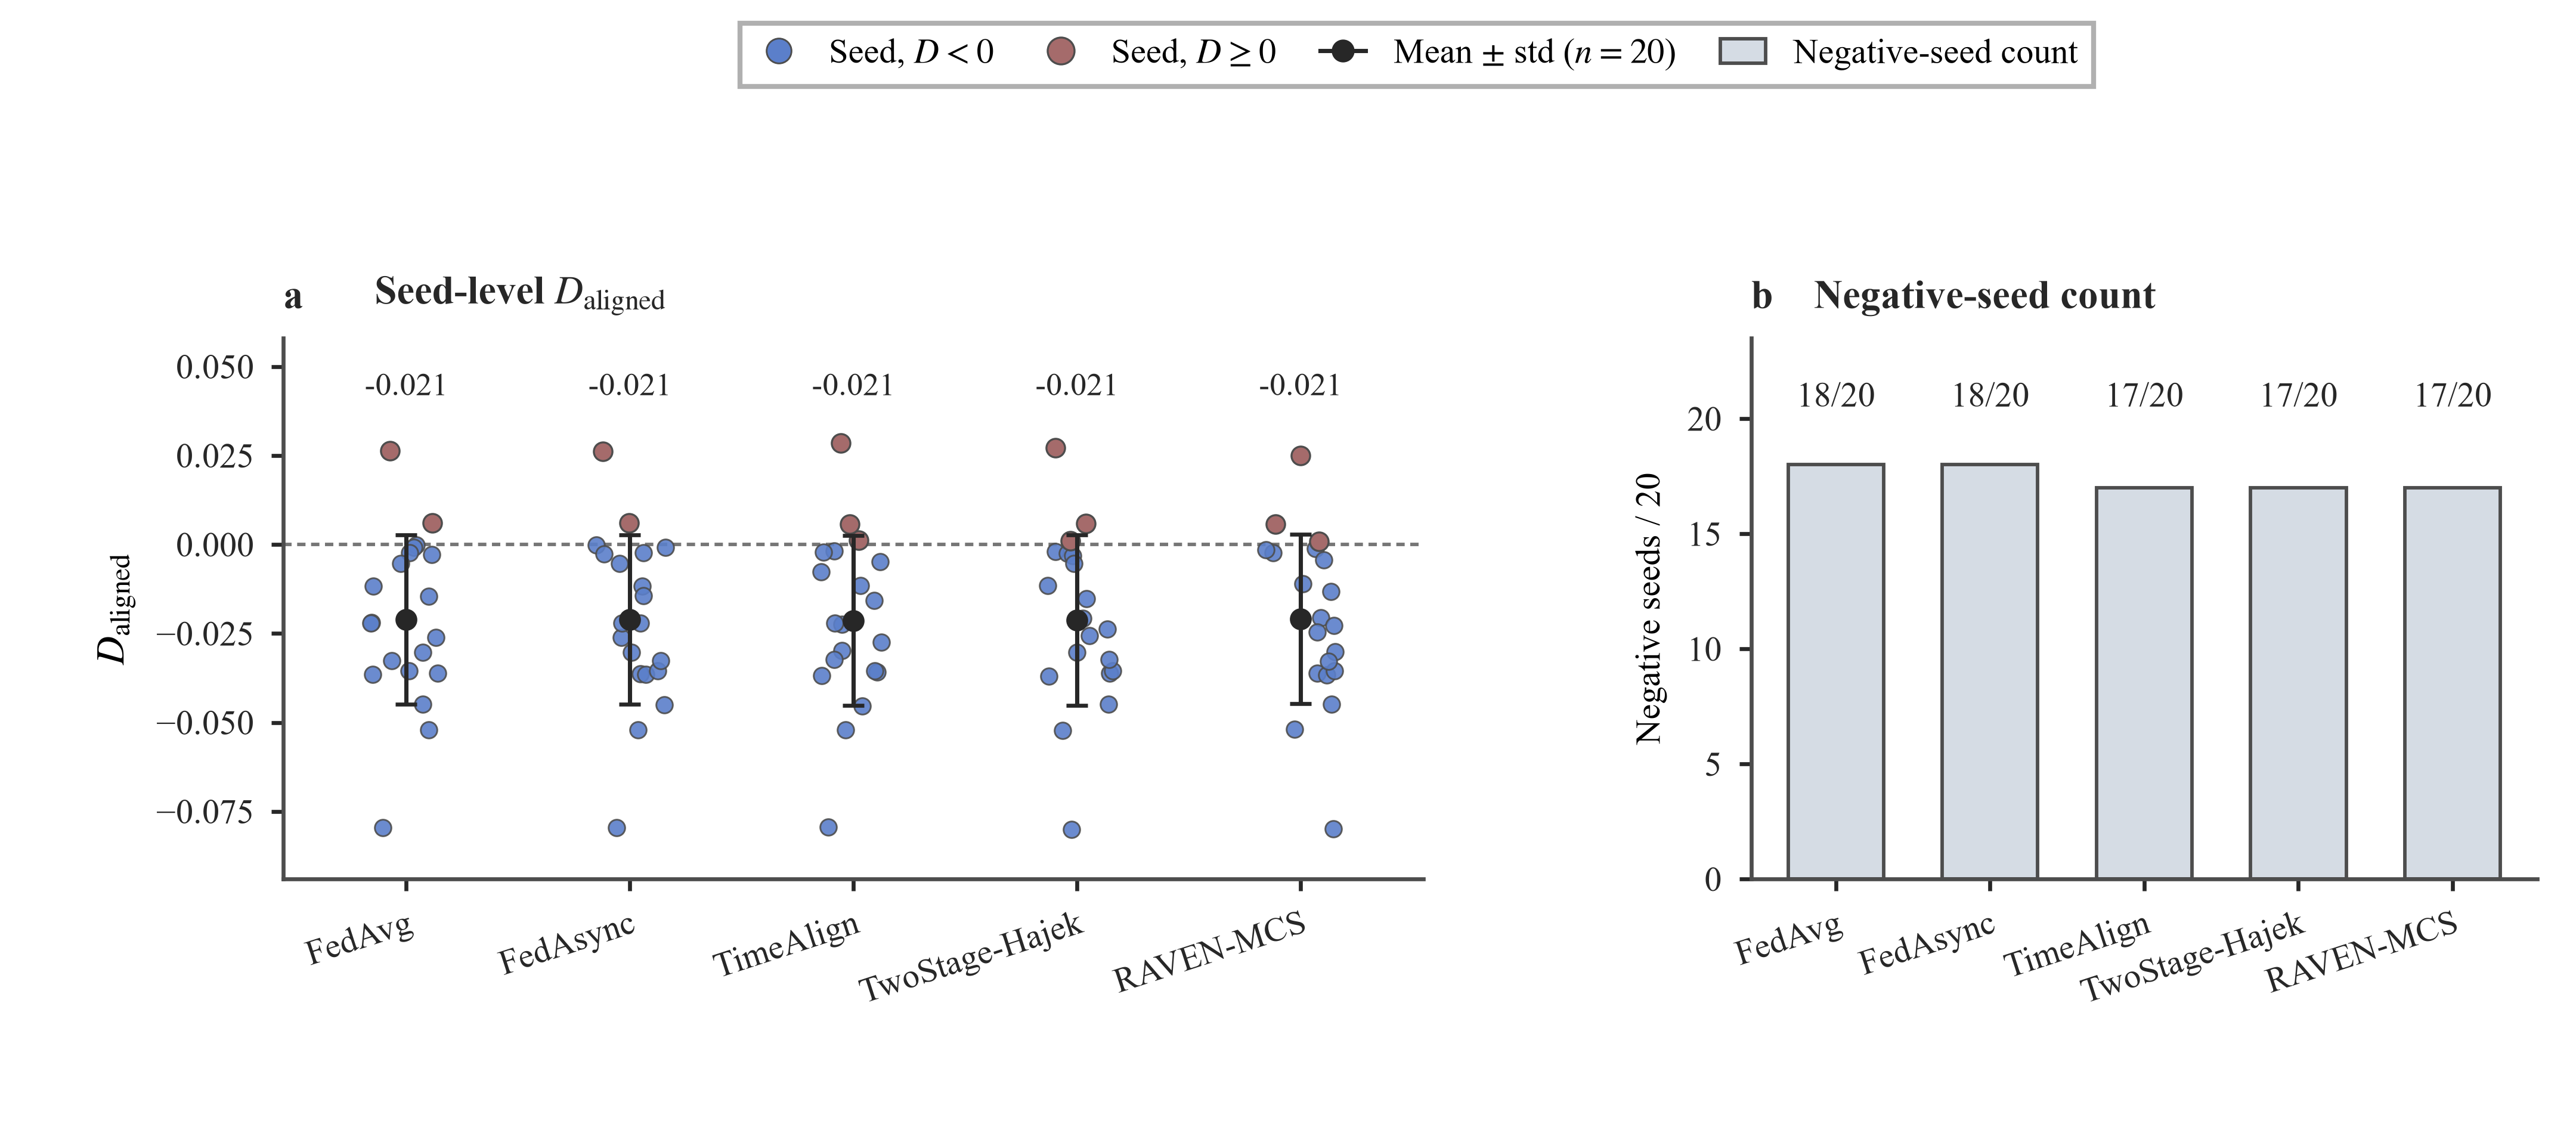 Seed, D < 0 Seed, D ≥ 0 Mean ± std (n = 20) Negative-seed count
a Seed-level D_aligned
D_aligned
0.050
0.025
0.000
−0.025
−0.050
−0.075
-0.021 -0.021 -0.021 -0.021 -0.021
FedAvg FedAsync TimeAlign TwoStage-Hajek RAVEN-MCS
b Negative-seed count
Negative seeds / 20
20
15
10
5
0
18/20 18/20 17/20 17/20 17/20
FedAvg FedAsync TimeAlign TwoStage-Hajek RAVEN-MCS